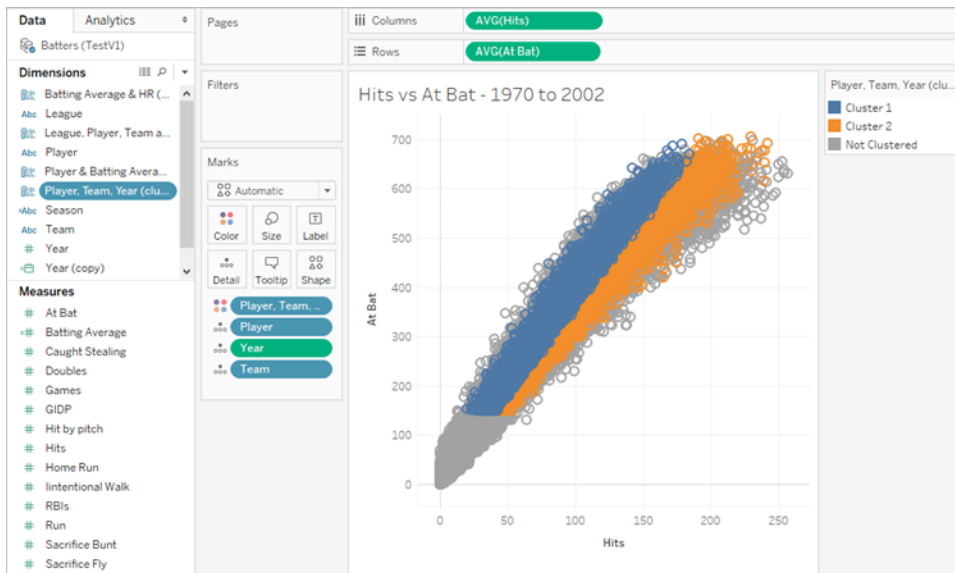 Data
Analytics
Batters (TestV1)
Dimensions
Batting Average & HR (...
Abc League
League, Player, Team a...
Abc Player
Player & Batting Avera...
Player, Team, Year (clu...
Abc Season
Abc Team
# Year
Year (copy)
Measures
# At Bat
# Batting Average
# Caught Stealing
# Doubles
# Games
# GIDP
# Hit by pitch
# Hits
# Home Run
# Iintentional Walk
# RBIs
# Run
# Sacrifice Bunt
# Sacrifice Fly
Pages
Filters
Marks
Automatic
Color Size Label
Detail Tooltip Shape
Player, Team, ..
Player
Year
Team
Columns AVG(Hits)
Rows AVG(At Bat)
Hits vs At Bat - 1970 to 2002
At Bat
700
600
500
400
300
200
100
0
0 50 100 150 200 250
Hits
Player, Team, Year (clu...
Cluster 1
Cluster 2
Not Clustered